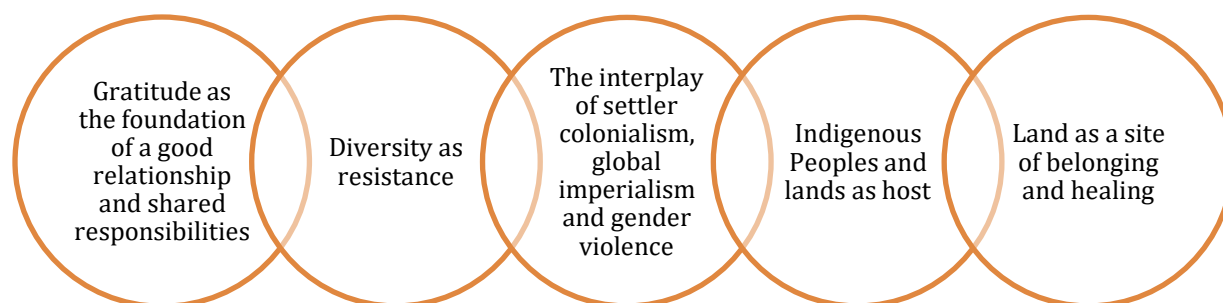 Gratitude as
the foundation
of a good
relationship
and shared
responsibilities
Diversity as
resistance
The interplay
of settler
colonialism,
global
imperialism
and gender
violence
Indigenous
Peoples and
lands as host
Land as a site
of belonging
and healing